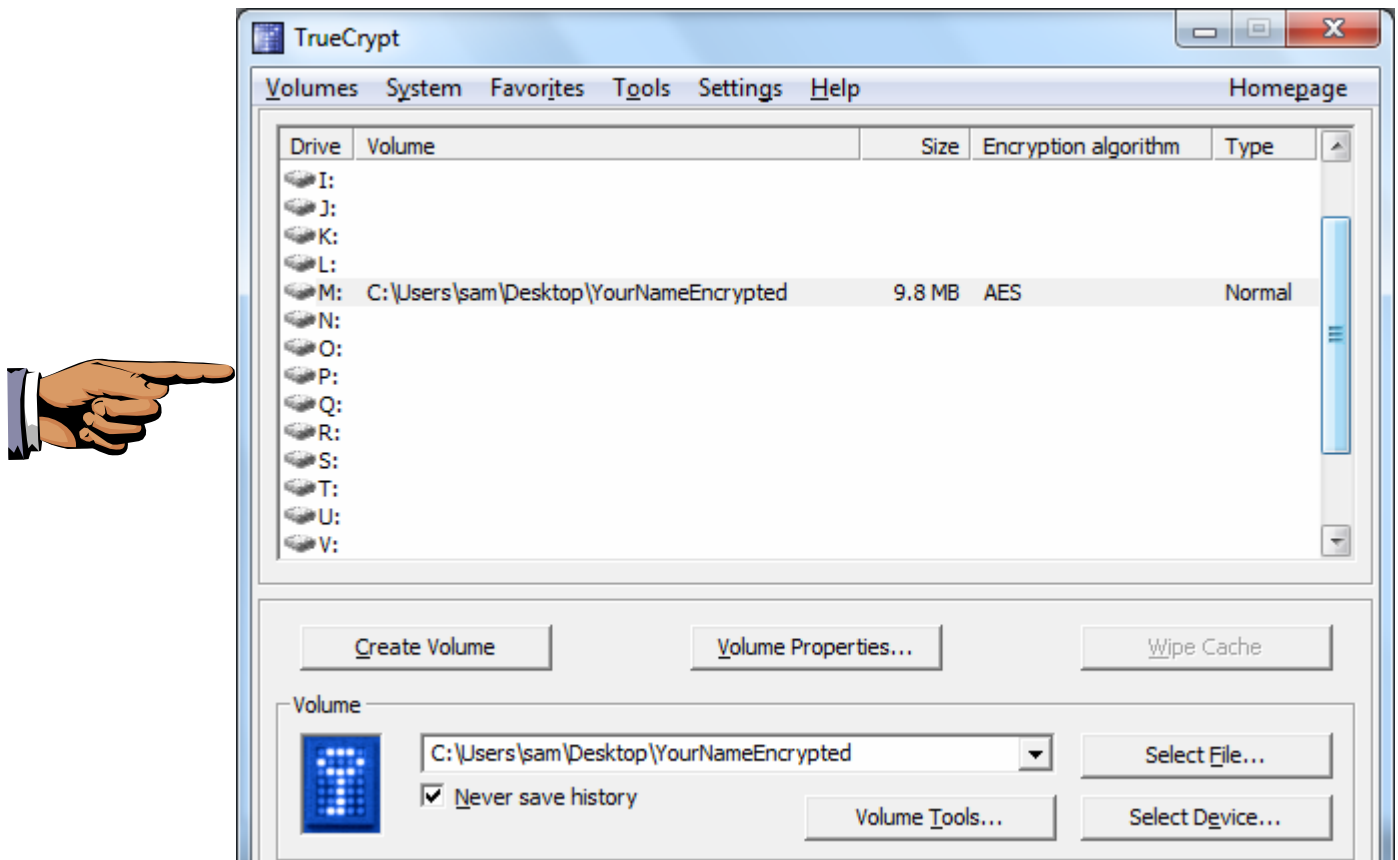 TrueCrypt
Volumes System Favorites Tools Settings Help Homepage
Drive Volume Size Encryption algorithm Type
I:
J:
K:
L:
M: C:\Users\sam\Desktop\YourNameEncrypted 9.8 MB AES Normal
N:
O:
P:
Q:
R:
S:
T:
U:
V:
Create Volume Volume Properties... Wipe Cache
Volume
C:\Users\sam\Desktop\YourNameEncrypted Select File...
Never save history
Volume Tools... Select Device...